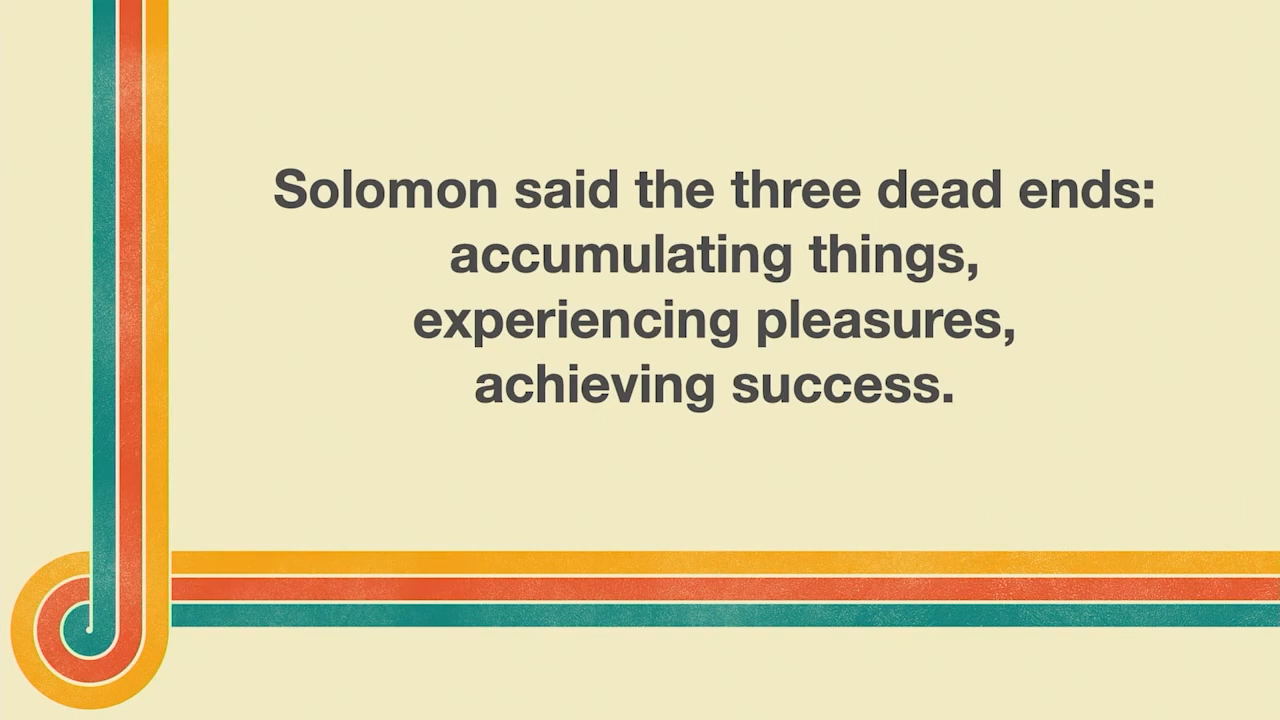 Solomon said the three dead ends:
accumulating things,
experiencing pleasures,
achieving success.